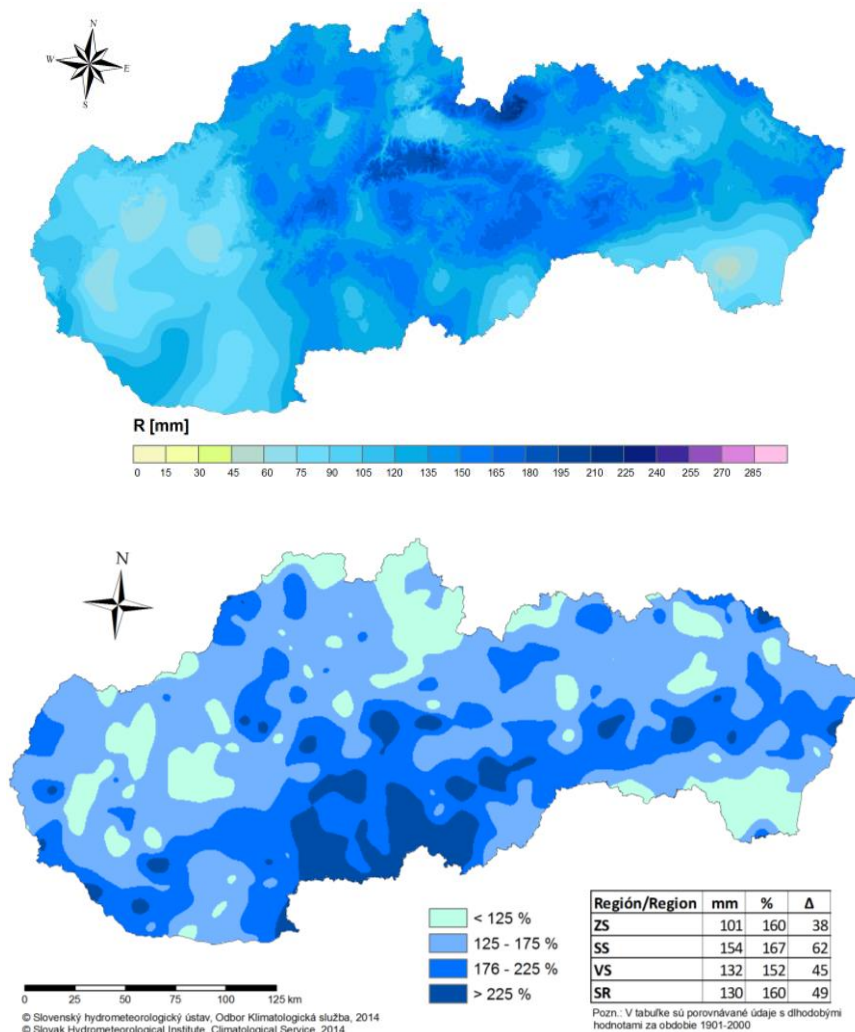 N
W E
S
R [mm]
0 15 30 45 60 75 90 105 120 135 150 165 180 195 210 225 240 255 270 285
N
< 125 %
125 - 175 %
176 - 225 %
> 225 %
Región/Region mm % Δ
ZS 101 160 38
SS 154 167 62
VS 132 152 45
SR 130 160 49
0 25 50 75 100 125 km
Pozn.: V tabuľke sú porovnávané údaje s dlhodobými
hodnotami za obdobie 1901-2000
© Slovenský hydrometeorologický ústav, Odbor Klimatologická služba, 2014
© Slovak Hydrometeorological Institute, Climatological Service, 2014